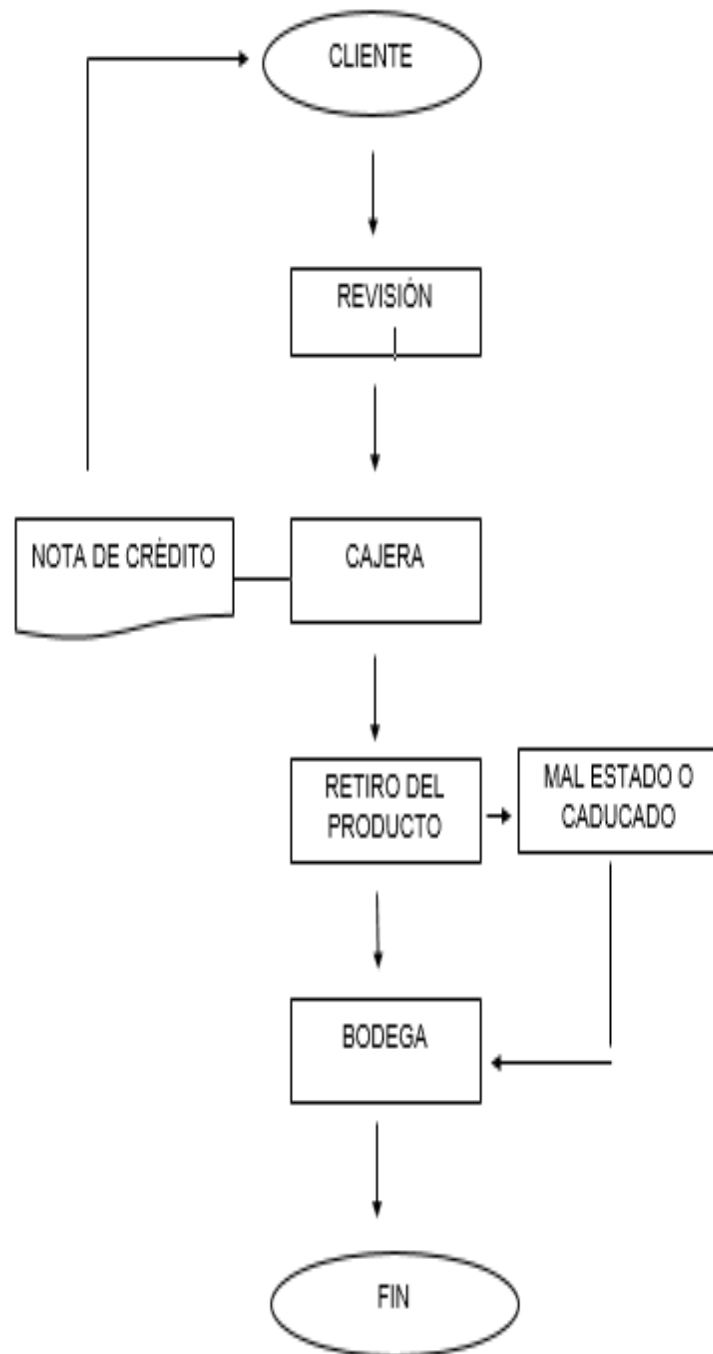 CLIENTE
REVISIÓN
NOTA DE CRÉDITO
CAJERA
RETIRO DEL
PRODUCTO
MAL ESTADO O
CADUCADO
BODEGA
FIN